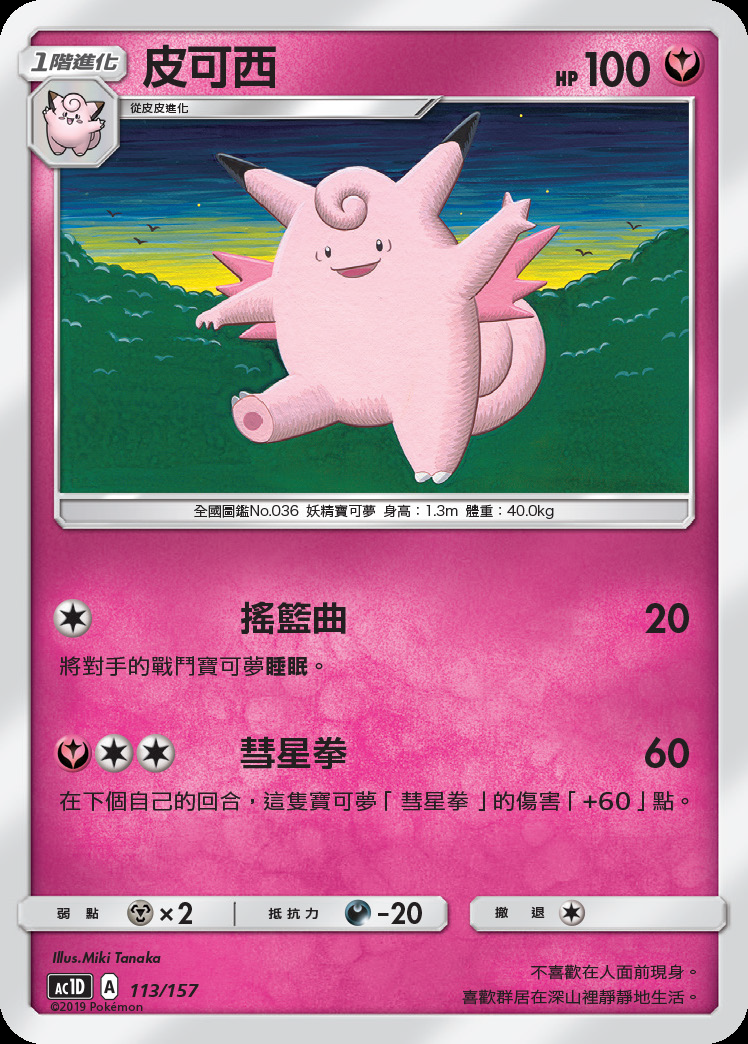 1階進化
皮可西
HP 100
從皮皮進化
全國圖鑑No.036 妖精寶可夢 身高：1.3m 體重：40.0kg
搖籃曲 20
將對手的戰鬥寶可夢睡眠。
彗星拳 60
在下個自己的回合，這隻寶可夢「彗星拳」的傷害「+60」點。
弱點 ×2 抵抗力 -20 撤退
Illus.Miki Tanaka
AC1D A 113/157
©2019 Pokémon
不喜歡在人面前現身。
喜歡群居在深山裡靜靜地生活。